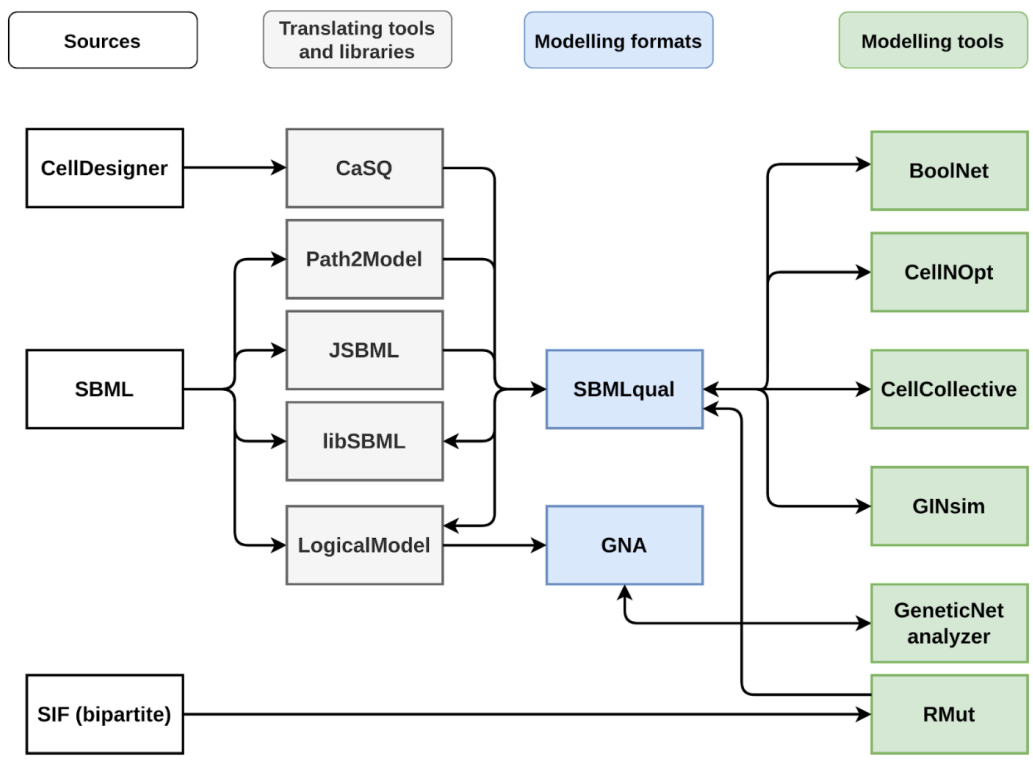 Sources
Translating tools
and libraries
Modelling formats
Modelling tools
CellDesigner
CaSQ
BoolNet
Path2Model
CellNOpt
SBML
JSBML
SBMLqual
CellCollective
libSBML
LogicalModel
GNA
GINsim
GeneticNet
analyzer
SIF (bipartite)
RMut